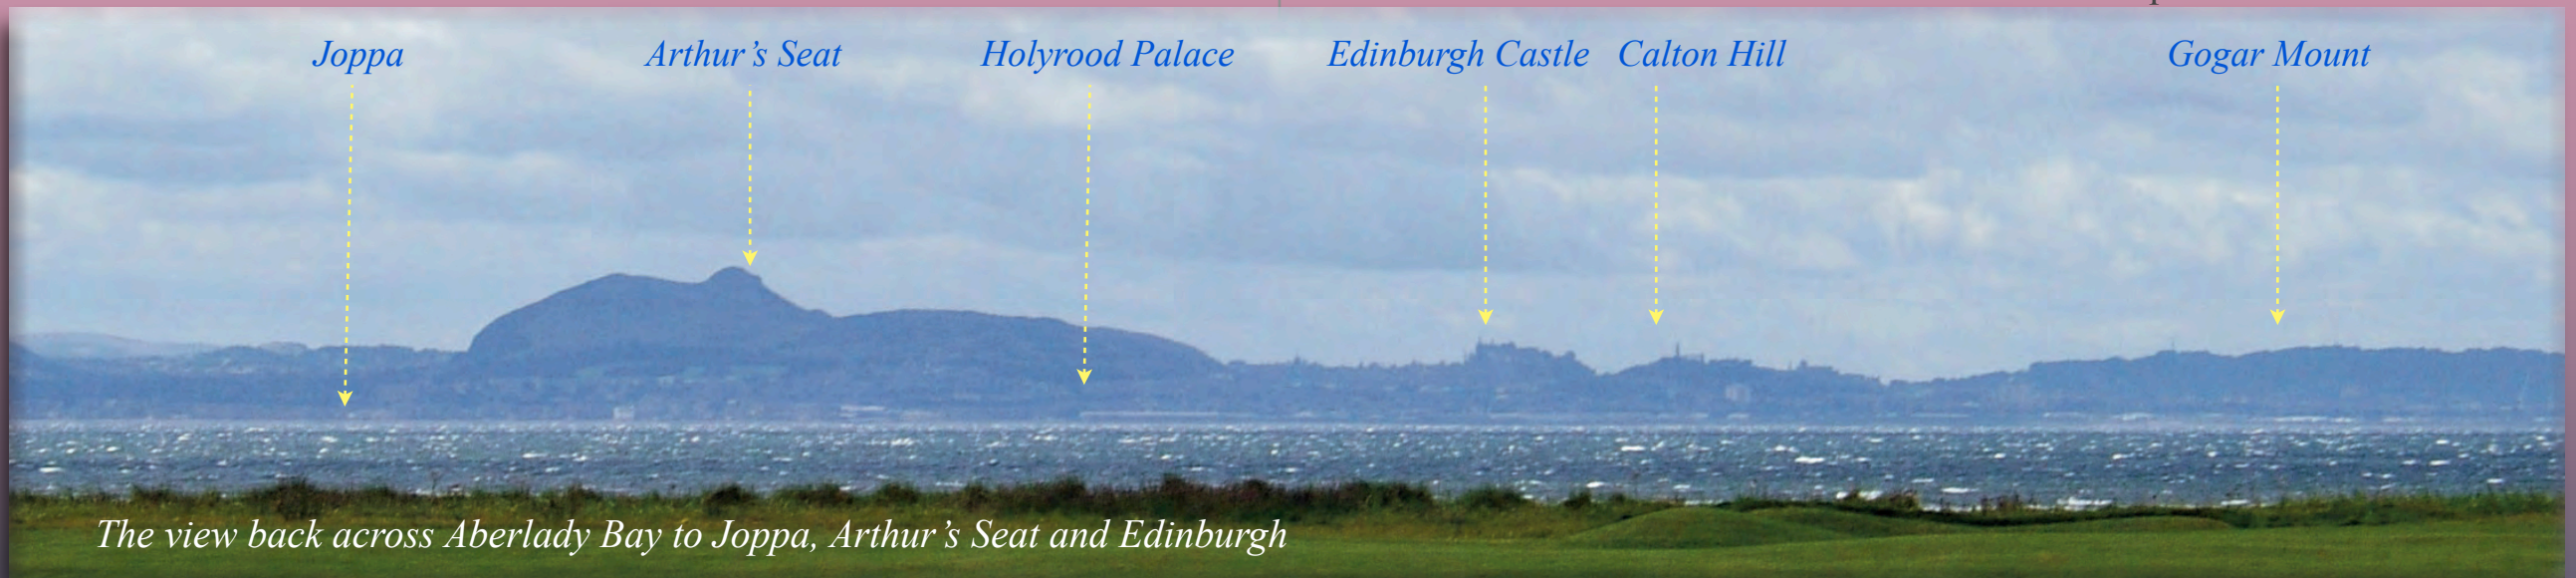 Joppa Arthur’s Seat Holyrood Palace Edinburgh Castle Calton Hill Gogar Mount
The view back across Aberlady Bay to Joppa, Arthur’s Seat and Edinburgh